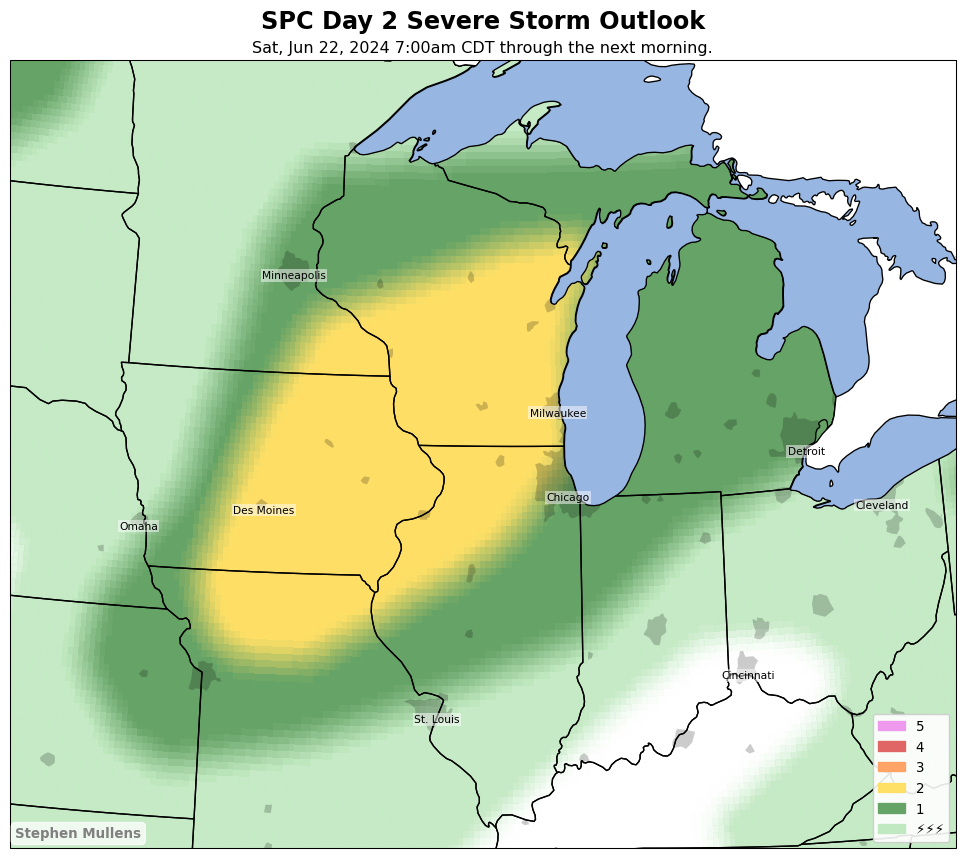 SPC Day 2 Severe Storm Outlook
Sat, Jun 22, 2024 7:00am CDT through the next morning.
Minneapolis
Milwaukee
Detroit
Chicago
Cleveland
Des Moines
Omaha
Cincinnati
St. Louis
5
4
3
2
1
⚡⚡⚡
Stephen Mullens